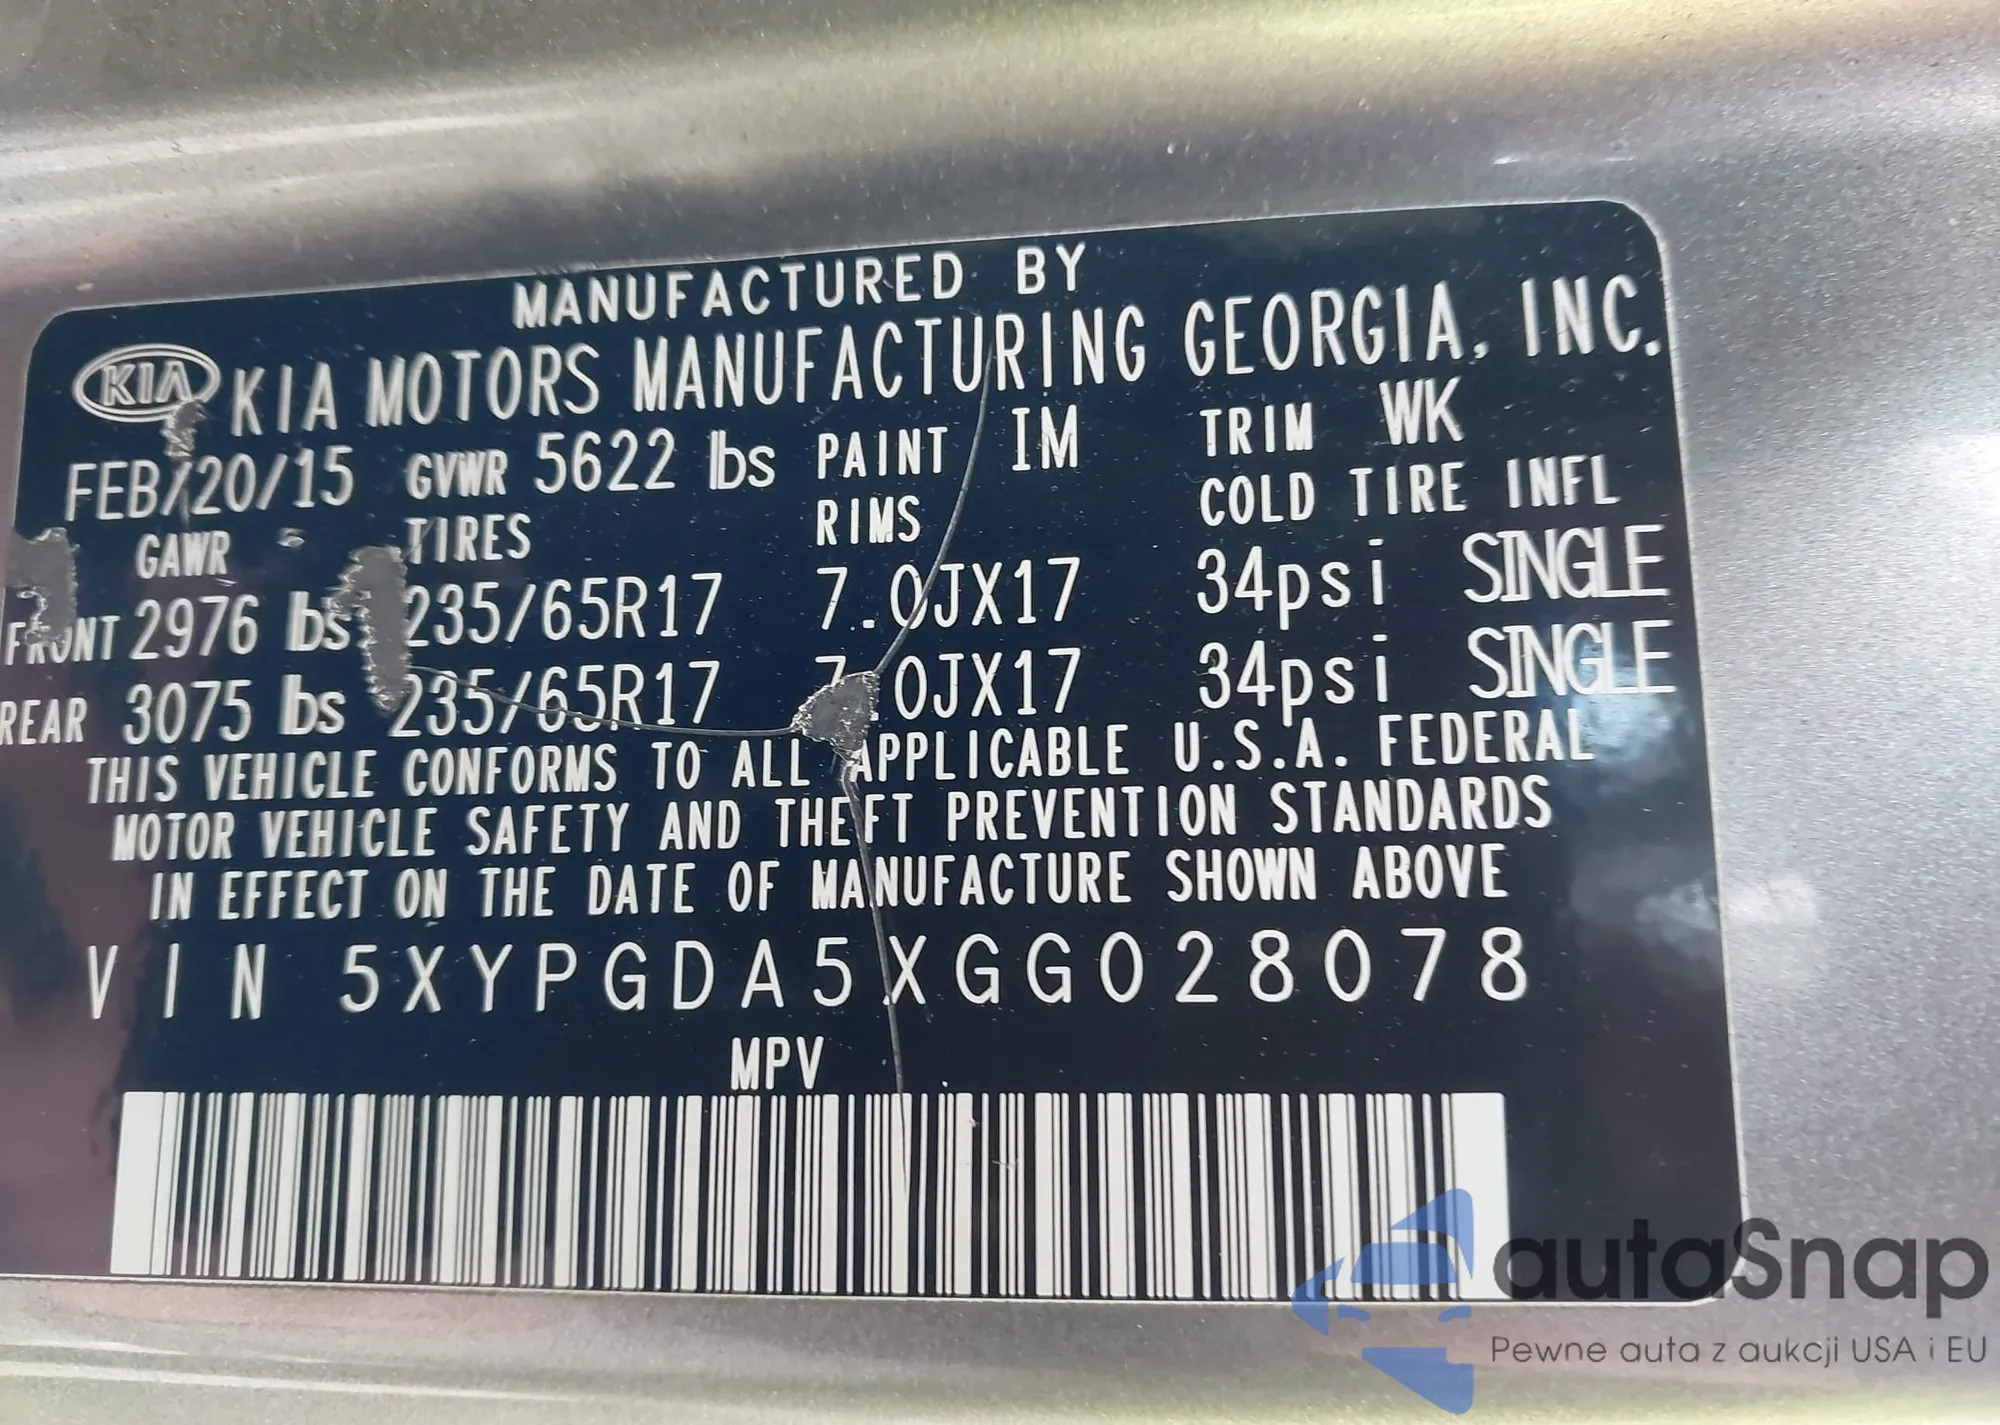 MANUFACTURED BY
KIA KIA MOTORS MANUFACTURING GEORGIA, INC.
FEB/20/15 GVWR 5622 lbs PAINT IM TRIM WK
GAWR TIRES RIMS COLD TIRE INFL
FRONT 2976 lbs 235/65R17 7.0JX17 34psi SINGLE
REAR 3075 lbs 235/65R17 7.0JX17 34psi SINGLE
THIS VEHICLE CONFORMS TO ALL APPLICABLE U.S.A. FEDERAL
MOTOR VEHICLE SAFETY AND THEFT PREVENTION STANDARDS
IN EFFECT ON THE DATE OF MANUFACTURE SHOWN ABOVE
VIN 5XYPGDA5XGG028078
MPV
autaSnap
Pewne auta z aukcji USA i EU